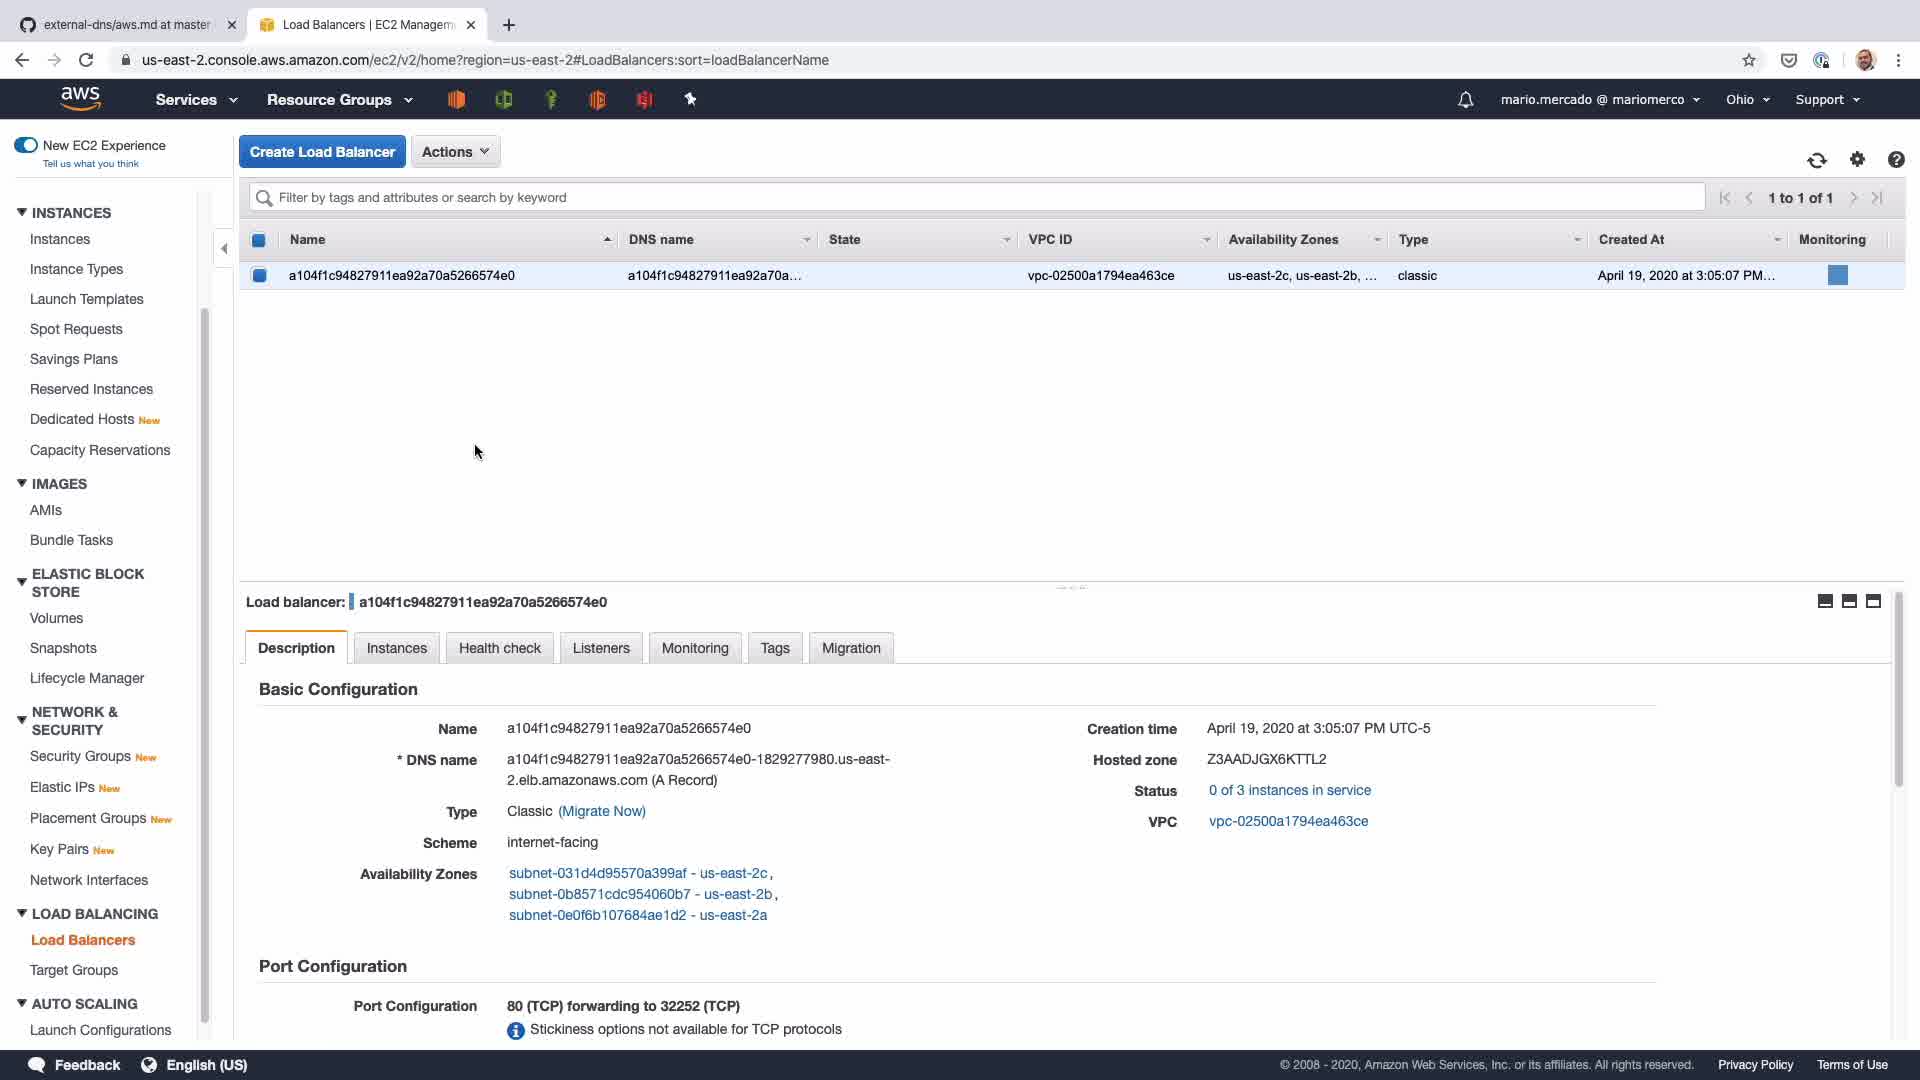 external-dns/aws.md at master
Load Balancers | EC2 Managem
us-east-2.console.aws.amazon.com/ec2/v2/home?region=us-east-2#LoadBalancers:sort=loadBalancerName
aws
Services
Resource Groups
mario.mercado @ mariomerco
Ohio
Support
New EC2 Experience
Tell us what you think
INSTANCES
Instances
Instance Types
Launch Templates
Spot Requests
Savings Plans
Reserved Instances
Dedicated Hosts New
Capacity Reservations
IMAGES
AMIs
Bundle Tasks
ELASTIC BLOCK
STORE
Volumes
Snapshots
Lifecycle Manager
NETWORK &
SECURITY
Security Groups New
Elastic IPs New
Placement Groups New
Key Pairs New
Network Interfaces
LOAD BALANCING
Load Balancers
Target Groups
AUTO SCALING
Launch Configurations
Create Load Balancer
Actions
Filter by tags and attributes or search by keyword
1 to 1 of 1
Name DNS name State VPC ID Availability Zones Type Created At Monitoring
a104f1c94827911ea92a70a5266574e0 a104f1c94827911ea92a70a... vpc-02500a1794ea463ce us-east-2c, us-east-2b, ... classic April 19, 2020 at 3:05:07 PM...
Load balancer: a104f1c94827911ea92a70a5266574e0
Description
Instances
Health check
Listeners
Monitoring
Tags
Migration
Basic Configuration
Name a104f1c94827911ea92a70a5266574e0
* DNS name a104f1c94827911ea92a70a5266574e0-1829277980.us-east-
2.elb.amazonaws.com (A Record)
Type Classic (Migrate Now)
Scheme internet-facing
Availability Zones subnet-031d4d95570a399af - us-east-2c,
subnet-0b8571cdc954060b7 - us-east-2b,
subnet-0e0f6b107684ae1d2 - us-east-2a
Creation time April 19, 2020 at 3:05:07 PM UTC-5
Hosted zone Z3AADJGX6KTTL2
Status 0 of 3 instances in service
VPC vpc-02500a1794ea463ce
Port Configuration
Port Configuration 80 (TCP) forwarding to 32252 (TCP)
Stickiness options not available for TCP protocols
Feedback
English (US)
© 2008 - 2020, Amazon Web Services, Inc. or its affiliates. All rights reserved.
Privacy Policy
Terms of Use